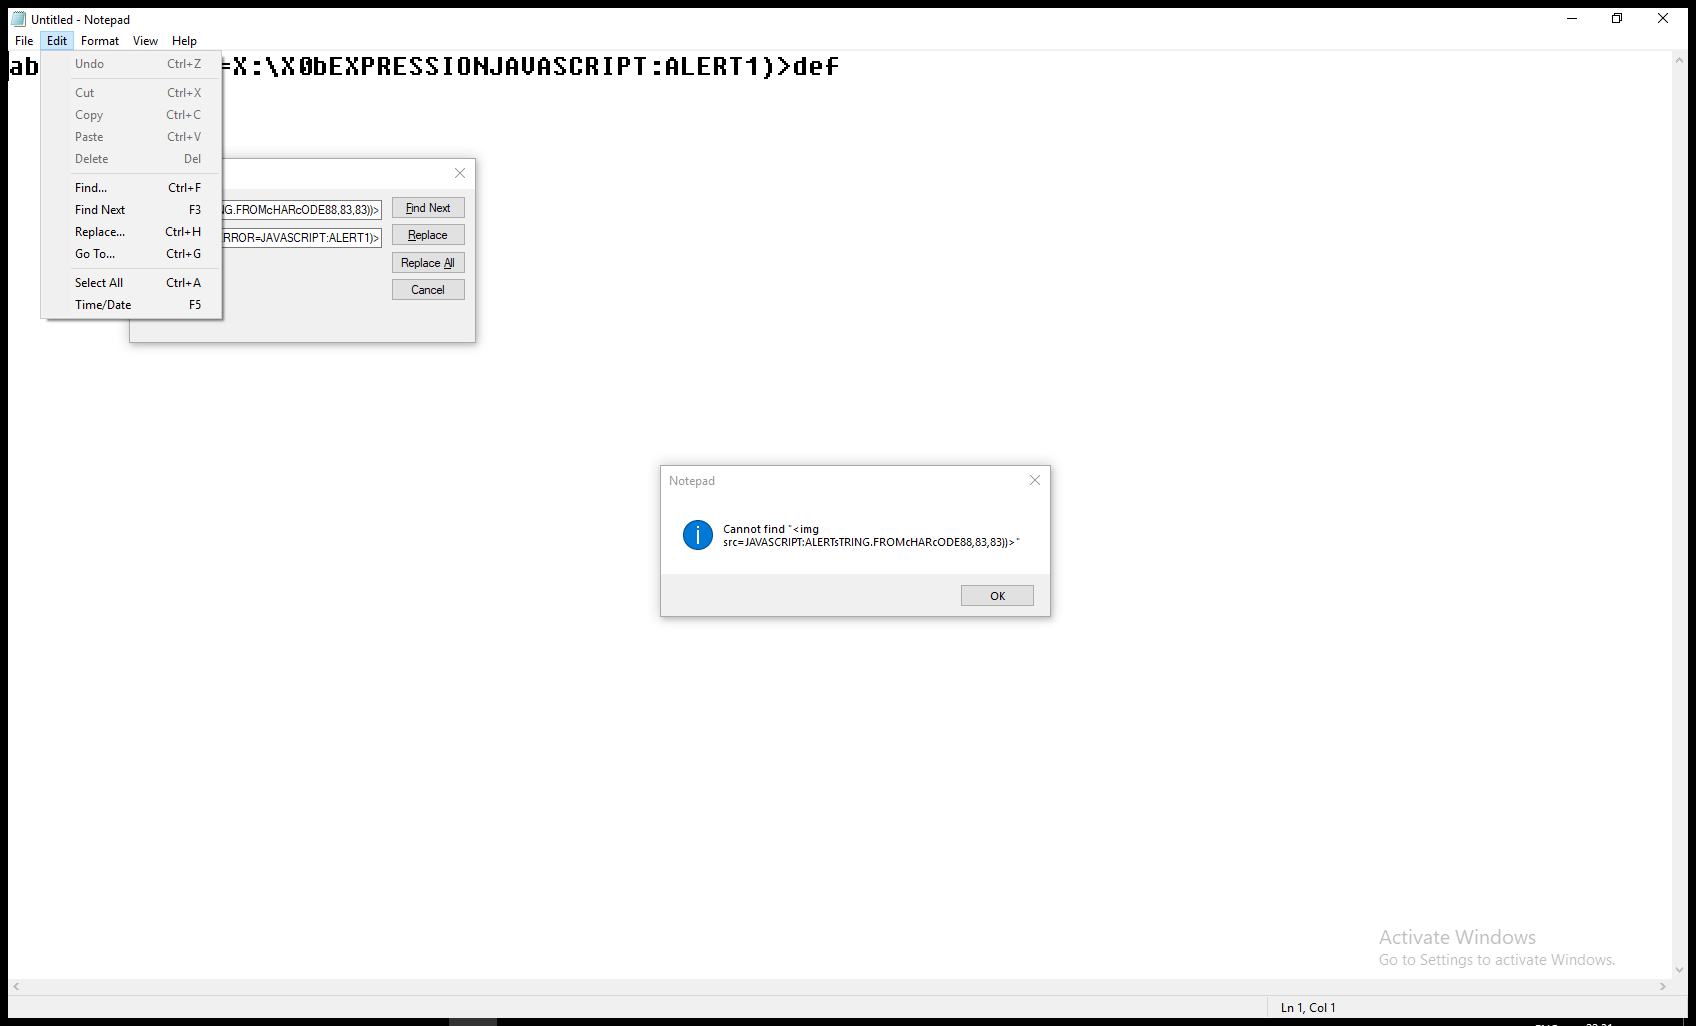 Untitled - Notepad
File Edit Format View Help
ab =X:\X0bEXPRESSIONJAVASCRIPT:ALERT1)>def
Undo Ctrl+Z
Cut Ctrl+X
Copy Ctrl+C
Paste Ctrl+V
Delete Del
Find... Ctrl+F
Find Next F3
Replace... Ctrl+H
Go To... Ctrl+G
Select All Ctrl+A
Time/Date F5
NG.FROMcHARcODE88,83,83))> Find Next
RROR=JAVASCRIPT:ALERT1)> Replace
Replace All
Cancel
Notepad
Cannot find "<img
src=JAVASCRIPT:ALERTsTRING.FROMcHARcODE88,83,83))>"
OK
Activate Windows
Go to Settings to activate Windows.
Ln 1, Col 1